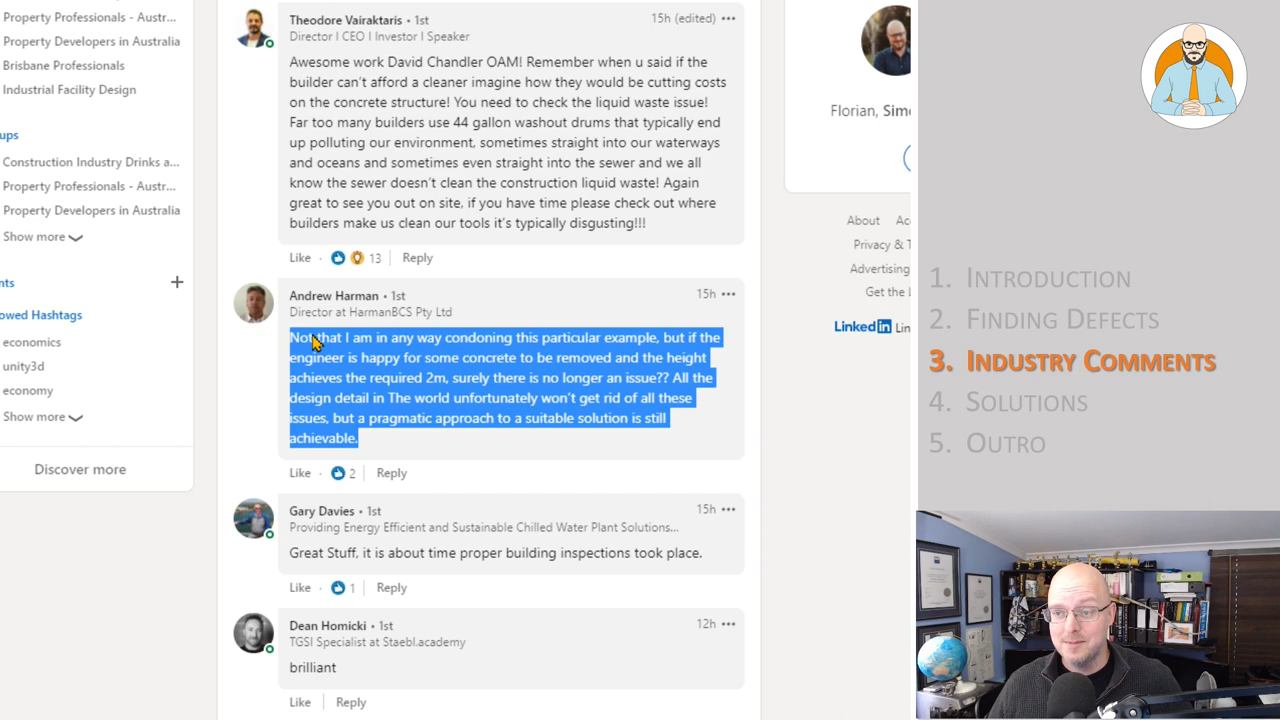 Property Professionals - Austr...
Property Developers in Australia
Brisbane Professionals
Industrial Facility Design
ups
Construction Industry Drinks a...
Property Professionals - Austr...
Property Developers in Australia
Show more
nts
owed Hashtags
economics
unity3d
economy
Show more
Discover more
Theodore Vairaktaris • 1st
15h (edited) •••
Director I CEO I Investor I Speaker
Awesome work David Chandler OAM! Remember when u said if the
builder can't afford a cleaner imagine how they would be cutting costs
on the concrete structure! You need to check the liquid waste issue!
Far too many builders use 44 gallon washout drums that typically end
up polluting our environment, sometimes straight into our waterways
and oceans and sometimes even straight into the sewer and we all
know the sewer doesn't clean the construction liquid waste! Again
great to see you out on site, if you have time please check out where
builders make us clean our tools it's typically disgusting!!!
Like · 13 | Reply
Andrew Harman • 1st
15h •••
Director at HarmanBCS Pty Ltd
Not that I am in any way condoning this particular example, but if the
engineer is happy for some concrete to be removed and the height
achieves the required 2m, surely there is no longer an issue?? All the
design detail in The world unfortunately won't get rid of all these
issues, but a pragmatic approach to a suitable solution is still
achievable.
Like · 2 | Reply
Gary Davies • 1st
15h •••
Providing Energy Efficient and Sustainable Chilled Water Plant Solutions...
Great Stuff, it is about time proper building inspections took place.
Like · 1 | Reply
Dean Homicki • 1st
12h •••
TGSI Specialist at Staebl.academy
brilliant
Like | Reply
Florian, Sim
About Ac
Privacy & T
Advertising
Get the L
LinkedIn Lin
1. INTRODUCTION
2. FINDING DEFECTS
3. INDUSTRY COMMENTS
4. SOLUTIONS
5. OUTRO